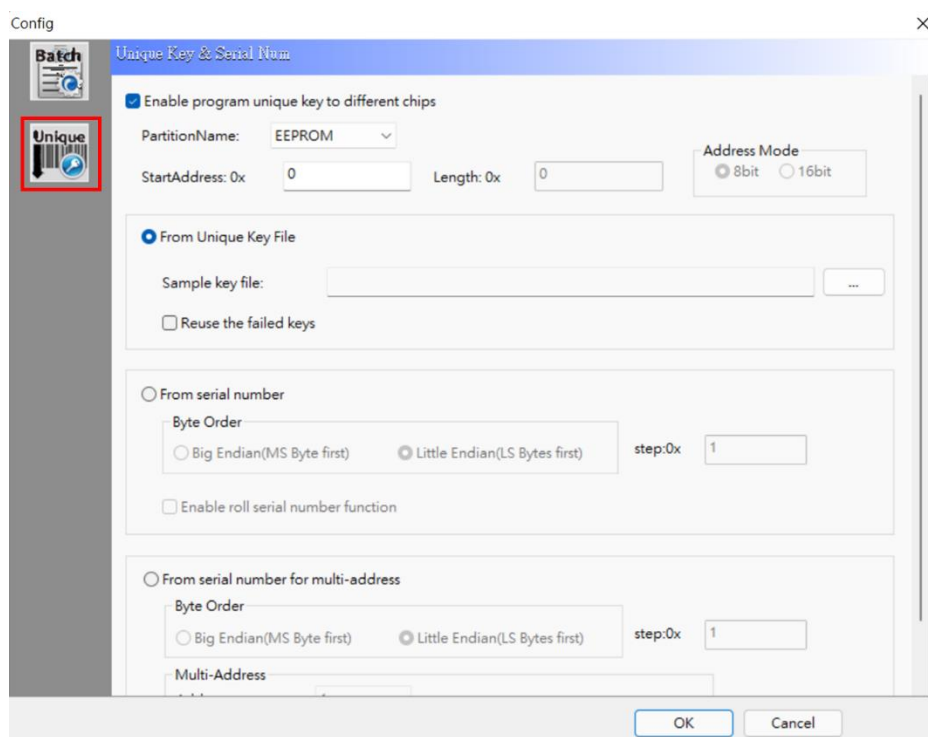 Config
Batch
Unique Key & Serial Num
Enable program unique key to different chips
Unique
PartitionName: EEPROM
StartAddress: 0x 0 Length: 0x 0
Address Mode
8bit 16bit
From Unique Key File
Sample key file: ...
Reuse the failed keys
From serial number
Byte Order
Big Endian(MS Byte first) Little Endian(LS Bytes first) step:0x 1
Enable roll serial number function
From serial number for multi-address
Byte Order
Big Endian(MS Byte first) Little Endian(LS Bytes first) step:0x 1
Multi-Address
OK Cancel